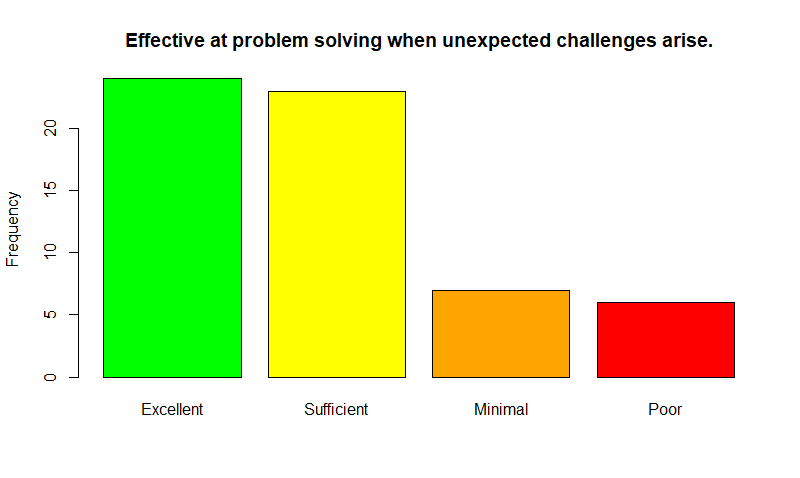 Effective at problem solving when unexpected challenges arise.
Frequency
20
15
10
5
0
Excellent Sufficient Minimal Poor